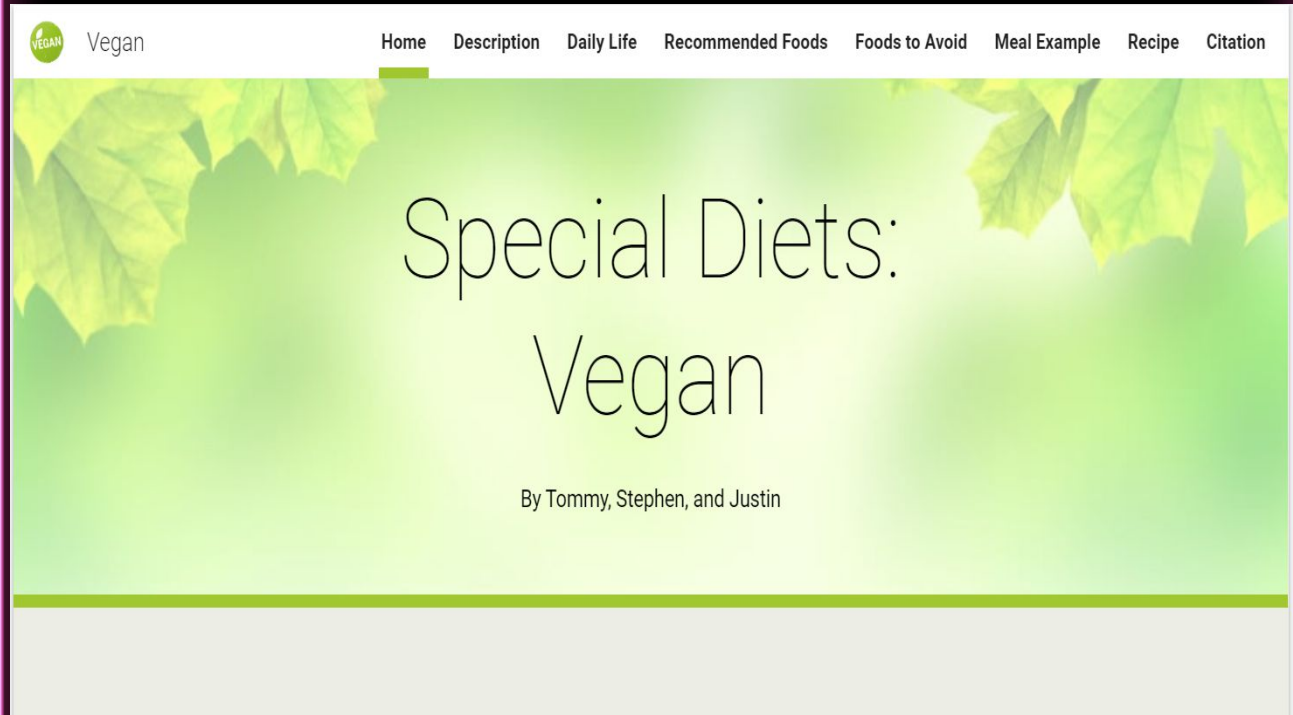 VEGAN
Vegan
Home Description Daily Life Recommended Foods Foods to Avoid Meal Example Recipe Citation
Special Diets:
Vegan
By Tommy, Stephen, and Justin